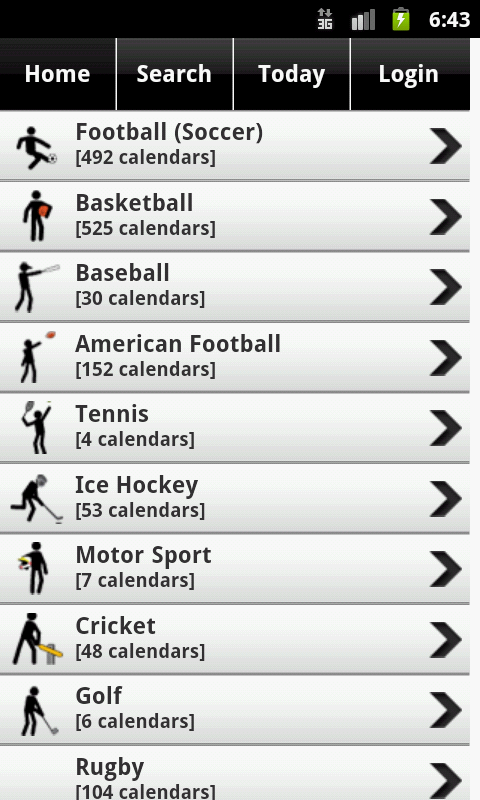 3G 6:43
Home Search Today Login
Football (Soccer)
[492 calendars]
Basketball
[525 calendars]
Baseball
[30 calendars]
American Football
[152 calendars]
Tennis
[4 calendars]
Ice Hockey
[53 calendars]
Motor Sport
[7 calendars]
Cricket
[48 calendars]
Golf
[6 calendars]
Rugby
[104 calendars]